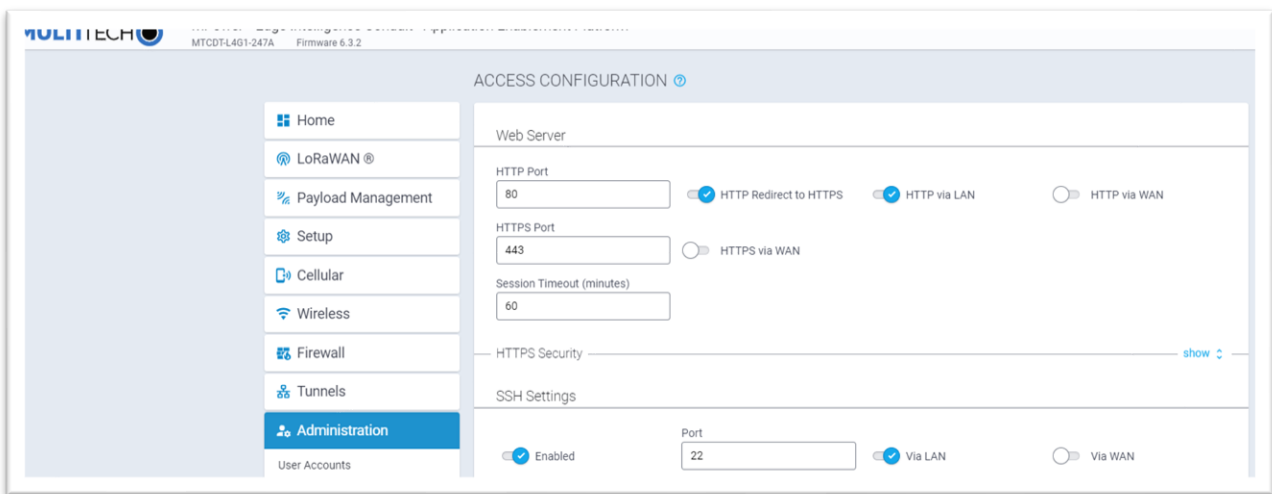 MULTITECH
MTCDT-L4G1-247A Firmware 6.3.2
ACCESS CONFIGURATION
Home
LoRaWAN ®
Payload Management
Setup
Cellular
Wireless
Firewall
Tunnels
Administration
User Accounts
Web Server
HTTP Port
80
HTTP Redirect to HTTPS
HTTP via LAN
HTTP via WAN
HTTPS Port
443
HTTPS via WAN
Session Timeout (minutes)
60
HTTPS Security
show
SSH Settings
Enabled
Port
22
Via LAN
Via WAN